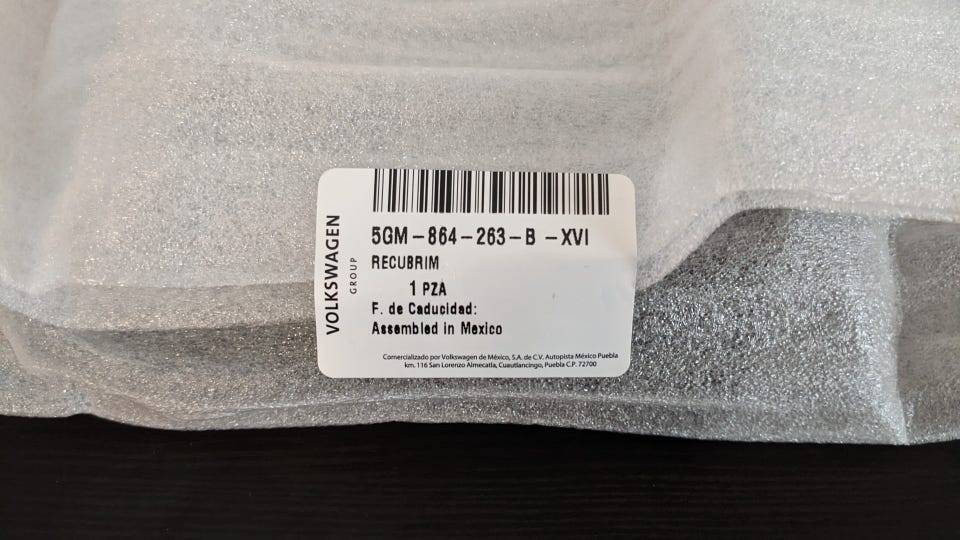 VOLKSWAGEN
GROUP
5GM-864-263-B -XVI
RECUBRIM
1 PZA
F. de Caducidad:
Assembled in Mexico
Comercializado por Volkswagen de México, S.A. de C.V. Autopista México Puebla
km. 116 San Lorenzo Almecatla, Cuautlancingo, Puebla C.P. 72700